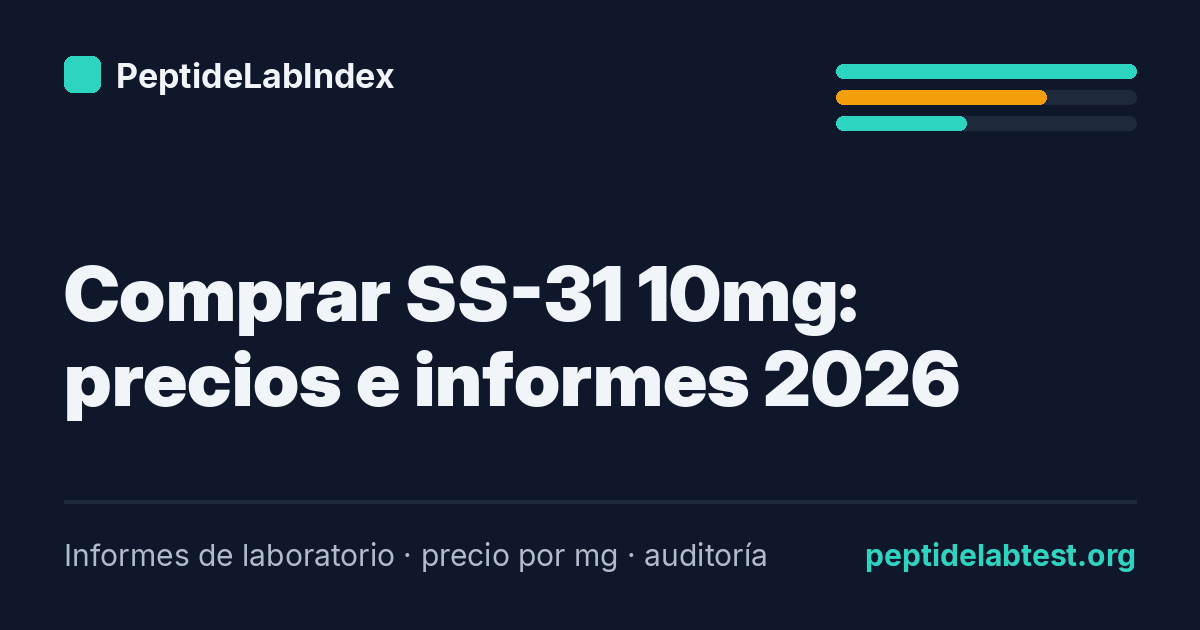 PeptideLabIndex
Comprar SS-31 10mg:
precios e informes 2026
Informes de laboratorio · precio por mg · auditoría
peptidelabtest.org